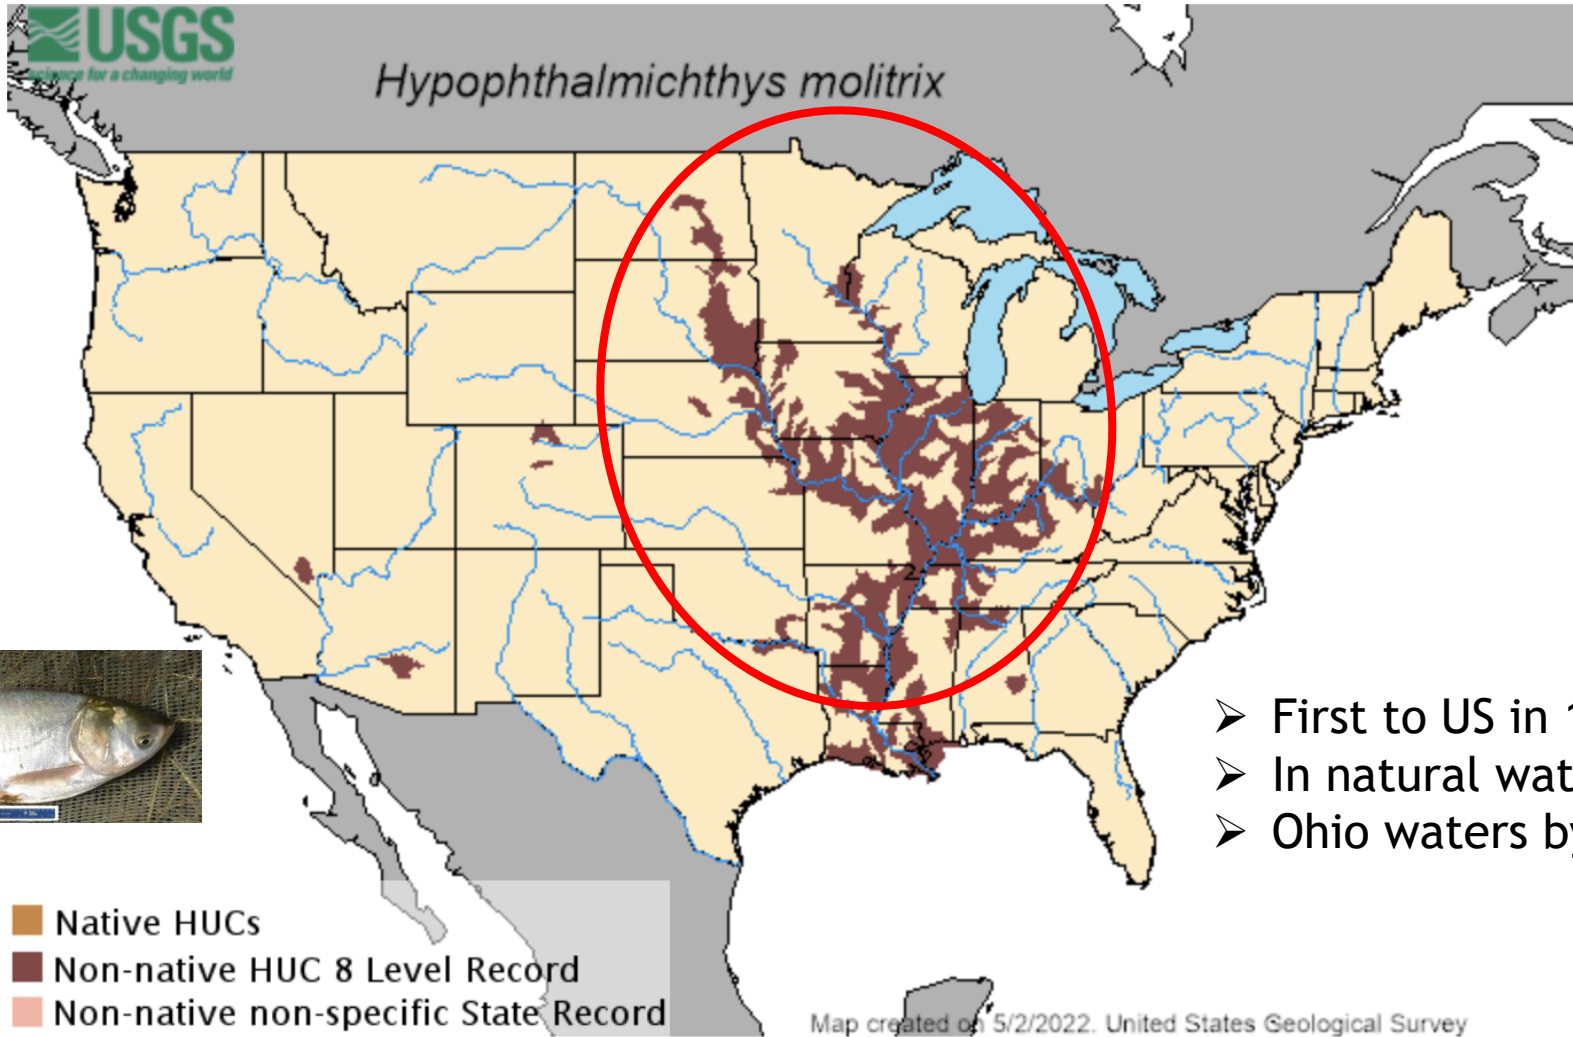 USGS
science for a changing world
Hypophthalmichthys molitrix
➢ First to US in
➢ In natural
➢ Ohio waters
Native HUCs
Non-native HUC 8 Level Record
Non-native non-specific State Record
Map created on 5/2/2022. United States Geological Survey